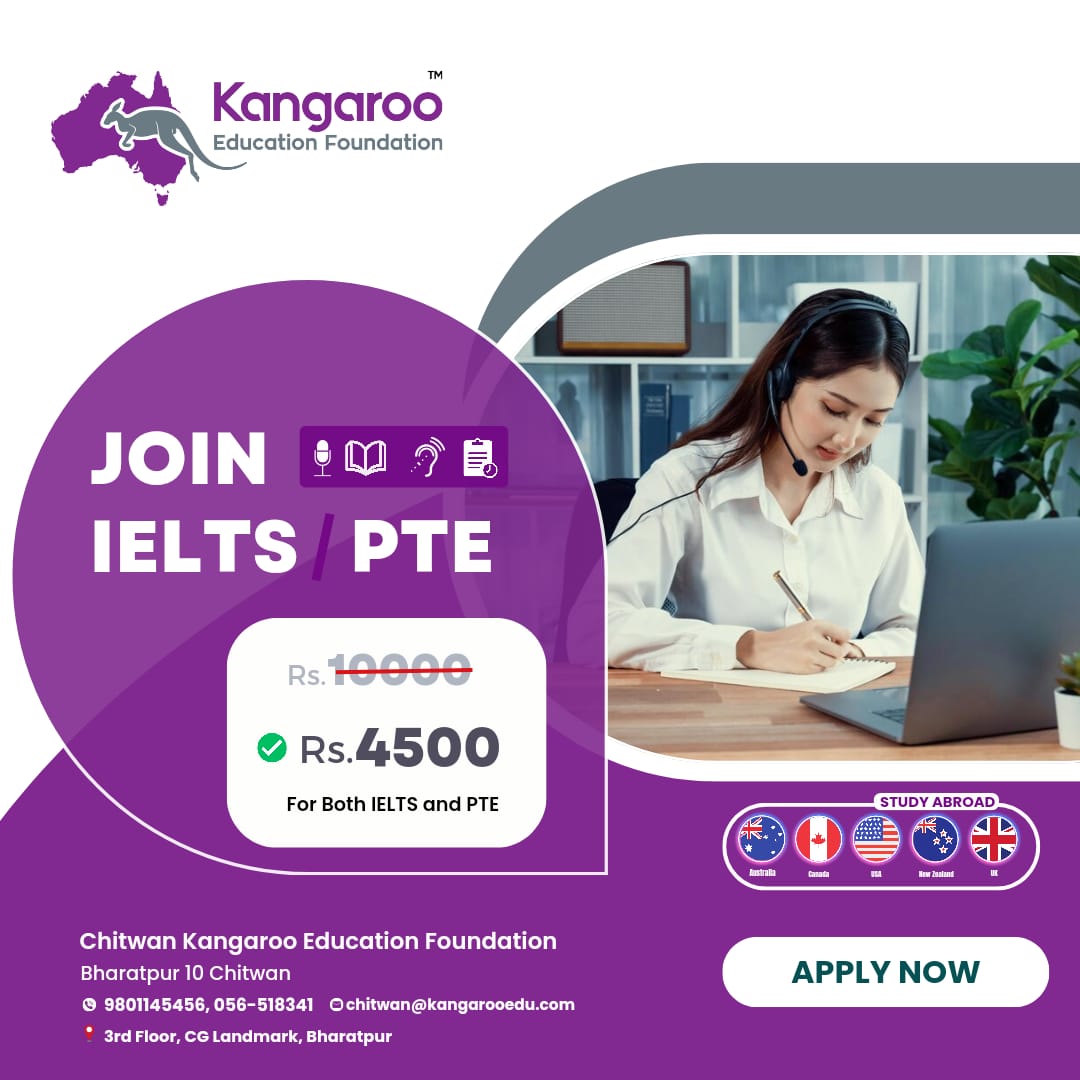 Kangaroo™
Education Foundation
JOIN
IELTS / PTE
Rs.10000
Rs.4500
For Both IELTS and PTE
STUDY ABROAD
Australia Canada USA New Zealand UK
Chitwan Kangaroo Education Foundation
Bharatpur 10 Chitwan
9801145456, 056-518341 chitwan@kangarooedu.com
3rd Floor, CG Landmark, Bharatpur
APPLY NOW